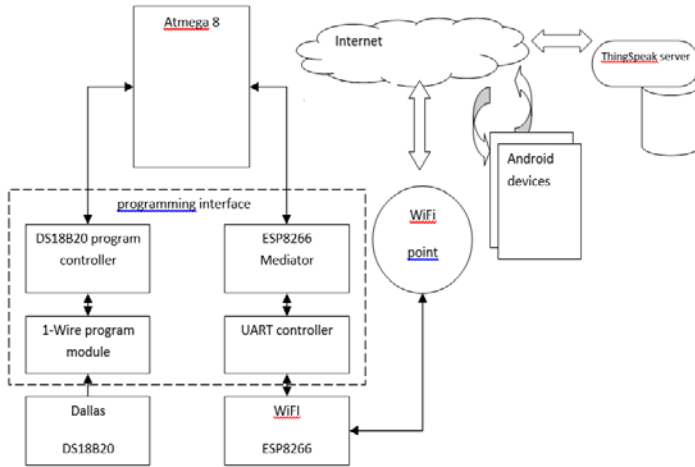 Atmega 8
Internet
ThingSpeak server
Android
devices
programming interface
WiFi
point
DS18B20 program
controller
ESP8266
Mediator
1-Wire program
module
UART controller
Dallas
DS18B20
WiFI
ESP8266